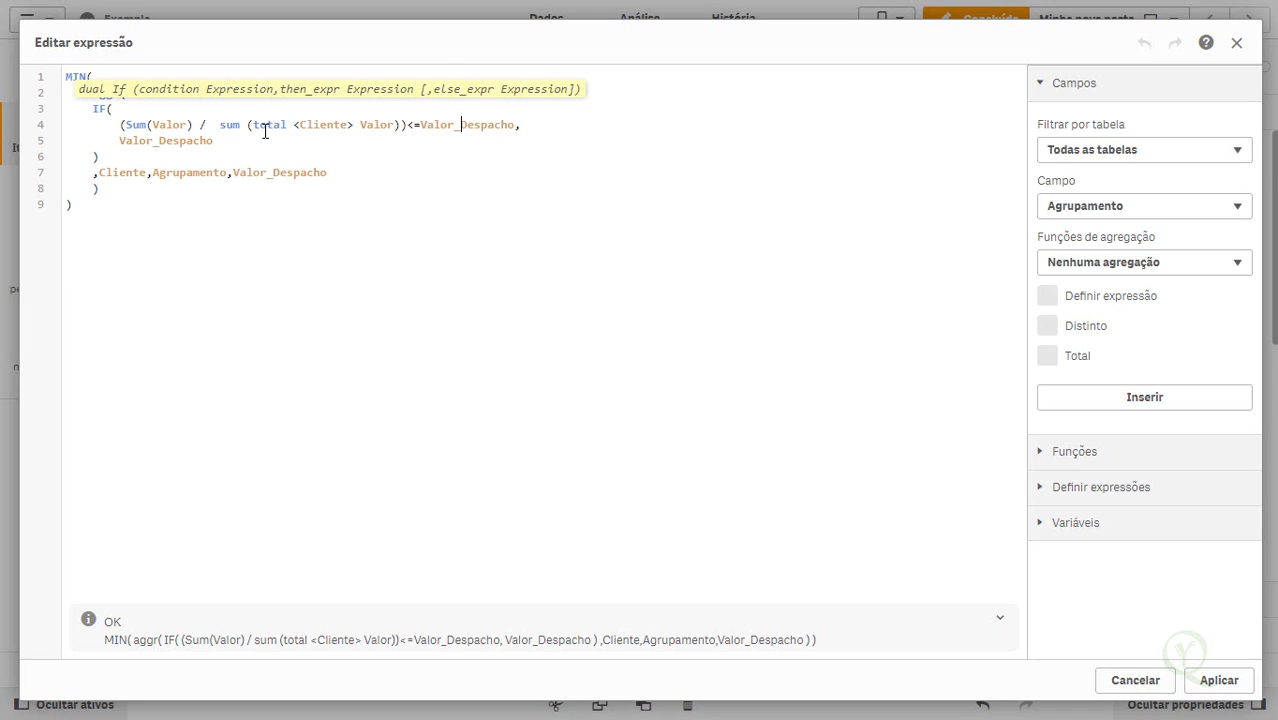 Exemplo
Dados
Análise
História
Concluído
Minha nova pasta
Editar expressão
1 MIN(
dual If (condition Expression,then_expr Expression [,else_expr Expression])
2
3 IF(
4 (Sum(Valor) / sum (total <Cliente> Valor))<=Valor_Despacho,
5 Valor_Despacho
6 )
7 ,Cliente,Agrupamento,Valor_Despacho
8 )
9 )
OK
MIN( aggr( IF( (Sum(Valor) / sum (total <Cliente> Valor))<=Valor_Despacho, Valor_Despacho ) ,Cliente,Agrupamento,Valor_Despacho ) )
Campos
Filtrar por tabela
Todas as tabelas
Campo
Agrupamento
Funções de agregação
Nenhuma agregação
Definir expressão
Distinto
Total
Inserir
Funções
Definir expressões
Variáveis
Cancelar
Aplicar
Ocultar ativos
Ocultar propriedades